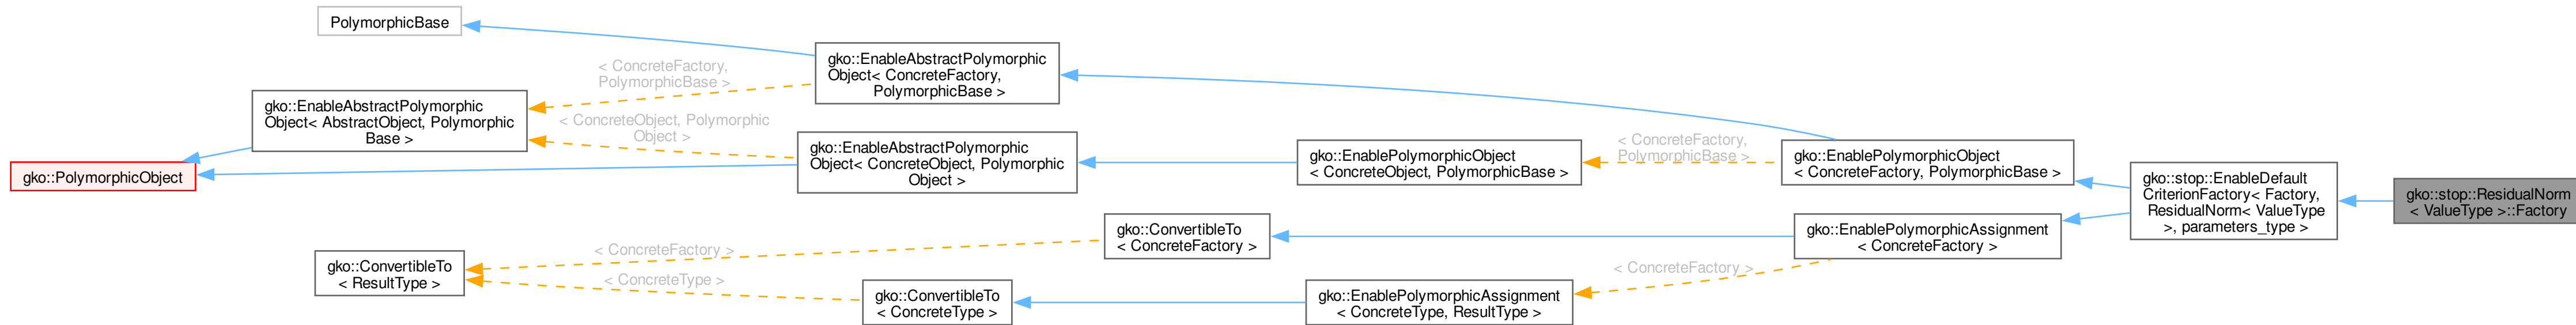 PolymorphicBase
gko::EnableAbstractPolymorphic
Object< ConcreteFactory,
PolymorphicBase >
< ConcreteFactory,
PolymorphicBase >
gko::EnableAbstractPolymorphic
Object< AbstractObject, Polymorphic
Base >
< ConcreteObject, Polymorphic
Object >
gko::PolymorphicObject
gko::EnableAbstractPolymorphic
Object< ConcreteObject, Polymorphic
Object >
gko::EnablePolymorphicObject
< ConcreteObject, PolymorphicBase >
< ConcreteFactory,
PolymorphicBase >
gko::EnablePolymorphicObject
< ConcreteFactory, PolymorphicBase >
gko::stop::EnableDefault
CriterionFactory< Factory,
ResidualNorm< ValueType
>, parameters_type >
gko::stop::ResidualNorm
< ValueType >::Factory
gko::ConvertibleTo
< ConcreteFactory >
gko::EnablePolymorphicAssignment
< ConcreteFactory >
< ConcreteFactory >
gko::ConvertibleTo
< ResultType >
< ConcreteType >
gko::ConvertibleTo
< ConcreteType >
gko::EnablePolymorphicAssignment
< ConcreteType, ResultType >
< ConcreteFactory >